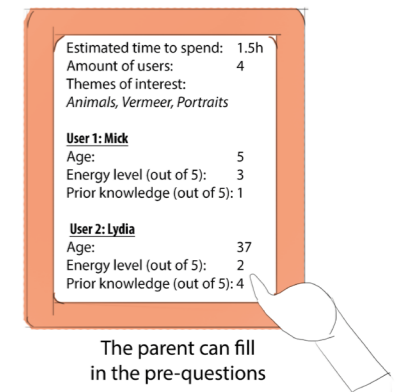 Estimated time to spend: 1.5h
Amount of users: 4
Themes of interest:
Animals, Vermeer, Portraits
User 1: Mick
Age: 5
Energy level (out of 5): 3
Prior knowledge (out of 5): 1
User 2: Lydia
Age: 37
Energy level (out of 5): 2
Prior knowledge (out of 5): 4
The parent can fill
in the pre-questions